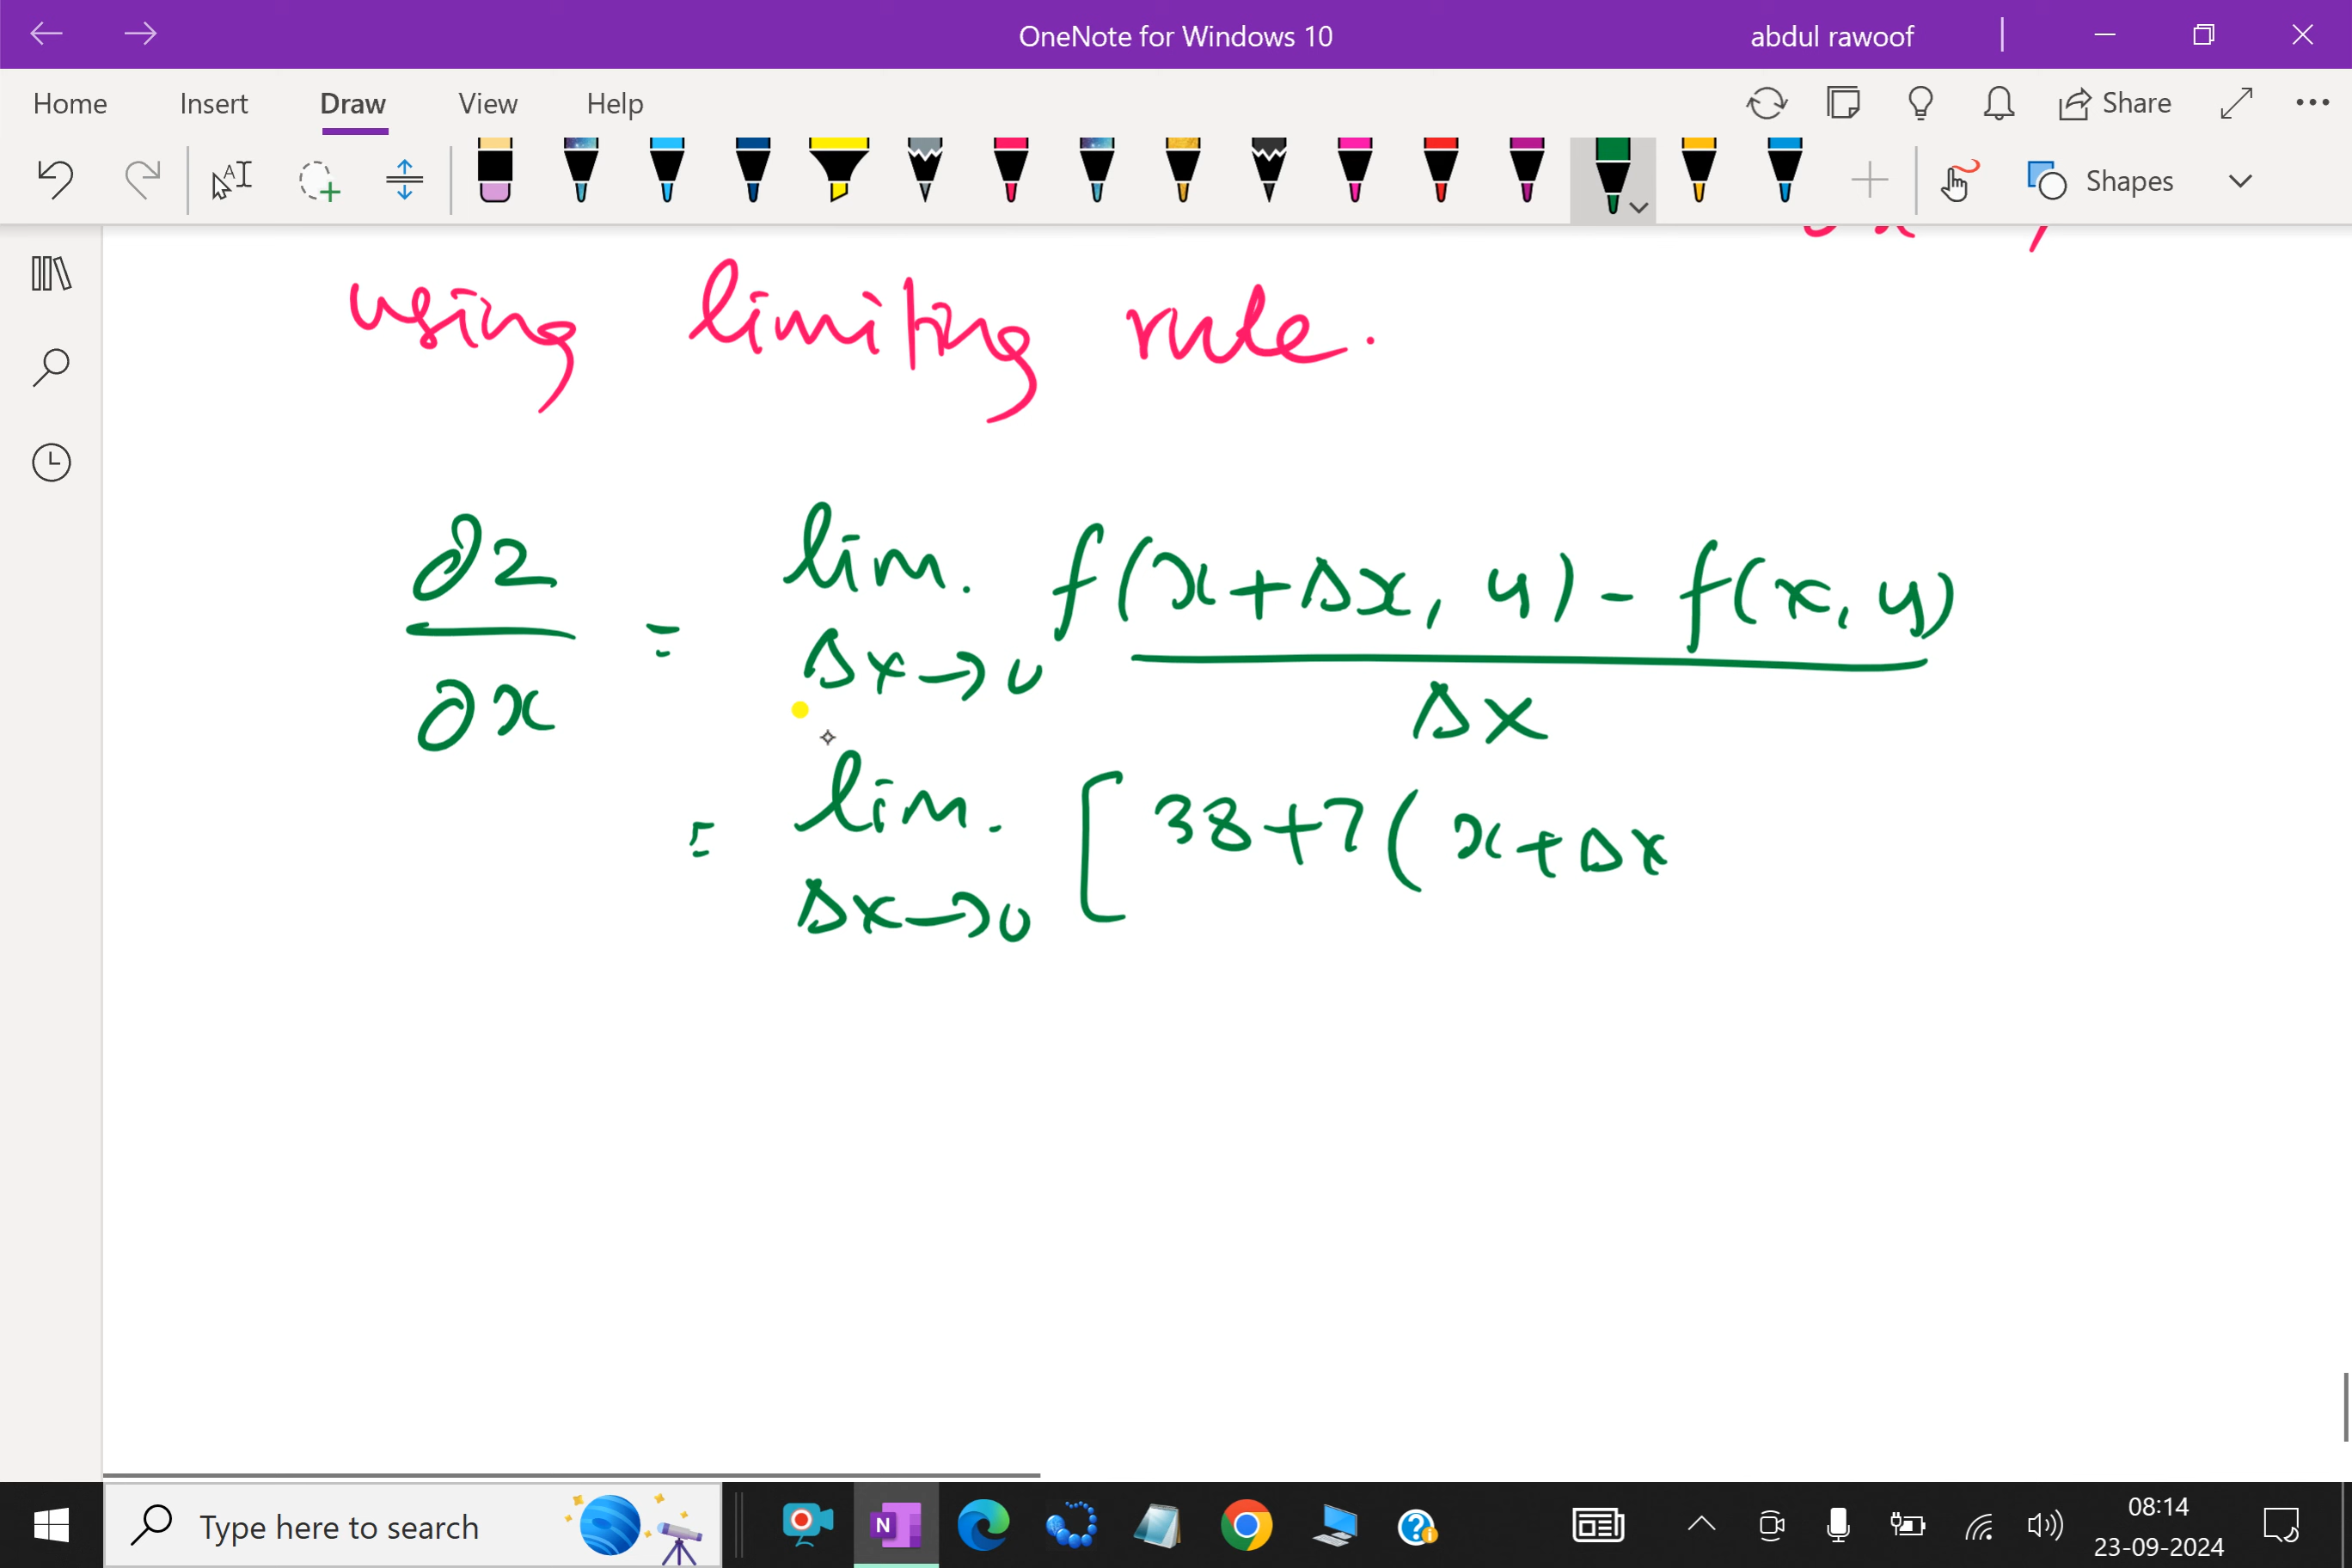 OneNote for Windows 10
abdul rawoof
Home Insert Draw View Help
Share
Shapes
using limiting rule.
∂z/∂x = lim. Δx→0 f(x+Δx, y) - f(x, y) / Δx
= lim. Δx→0 [38+7(x+Δx
Type here to search
08:14
23-09-2024